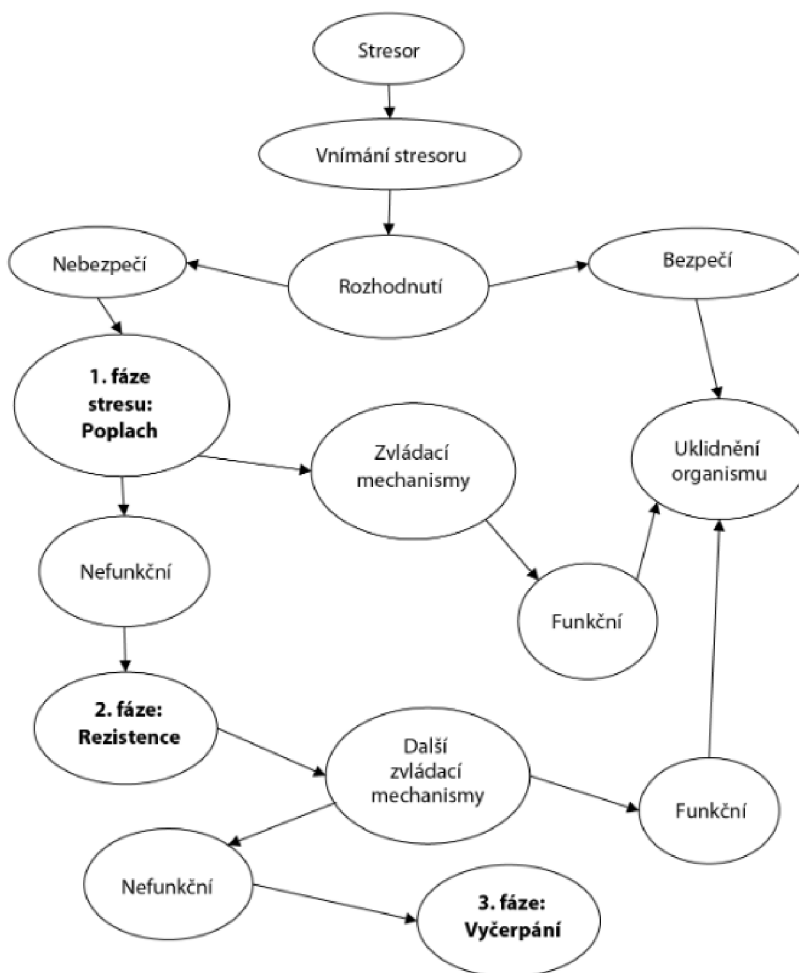 Stresor
Vnímání stresoru
Nebezpečí
Rozhodnutí
Bezpečí
1. fáze
stresu:
Poplach
Zvládací
mechanismy
Uklidnění
organismu
Nefunkční
Funkční
2. fáze:
Rezistence
Další
zvládací
mechanismy
Funkční
Nefunkční
3. fáze:
Vyčerpání